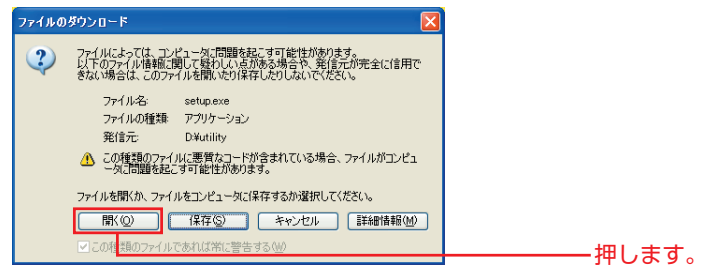 ファイルのダウンロード
ファイルによっては、コンピュータに問題を起こす可能性があります。
以下のファイル情報に関して疑わしい点がある場合や、発信元が完全に信用で
きない場合は、このファイルを開いたり保存したりしないでください。
ファイル名: setup.exe
ファイルの種類: アプリケーション
発信元: D:¥utility
この種類のファイルに悪質なコードが含まれている場合、ファイルがコンピュ
ータに問題を起こす可能性があります。
ファイルを開くか、ファイルをコンピュータに保存するか選択してください。
開く(O) 保存(S) キャンセル 詳細情報(M)
この種類のファイルであれば常に警告する(W)
押します。